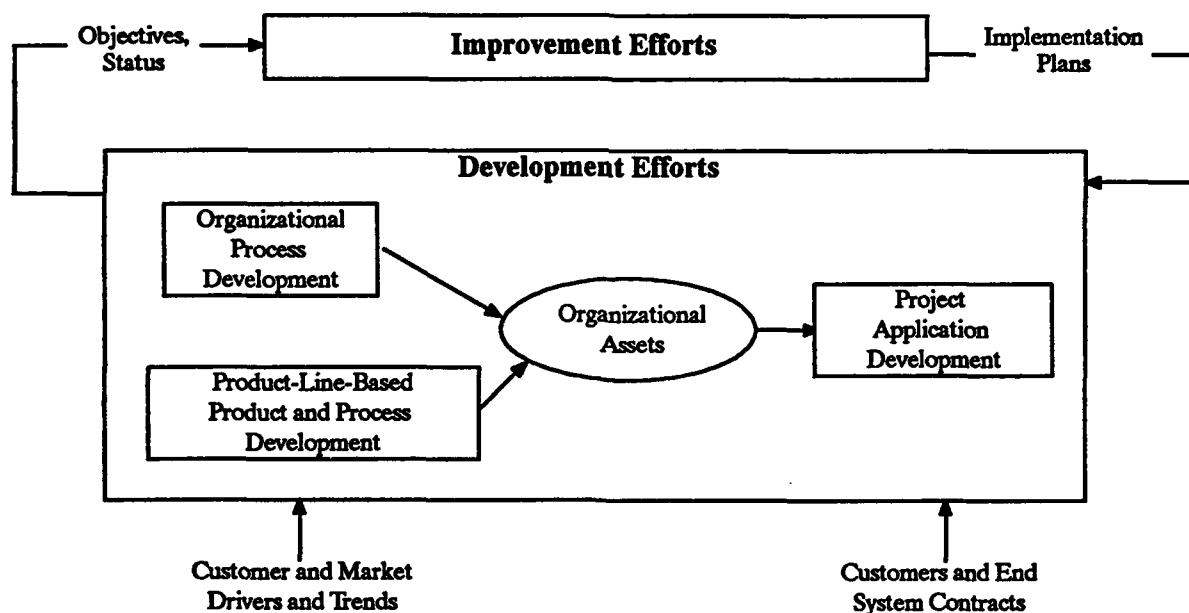 Objectives,
Status
Improvement Efforts
Implementation
Plans
Development Efforts
Organizational
Process
Development
Organizational
Assets
Project
Application
Development
Product-Line-Based
Product and Process
Development
Customer and Market
Drivers and Trends
Customers and End
System Contracts